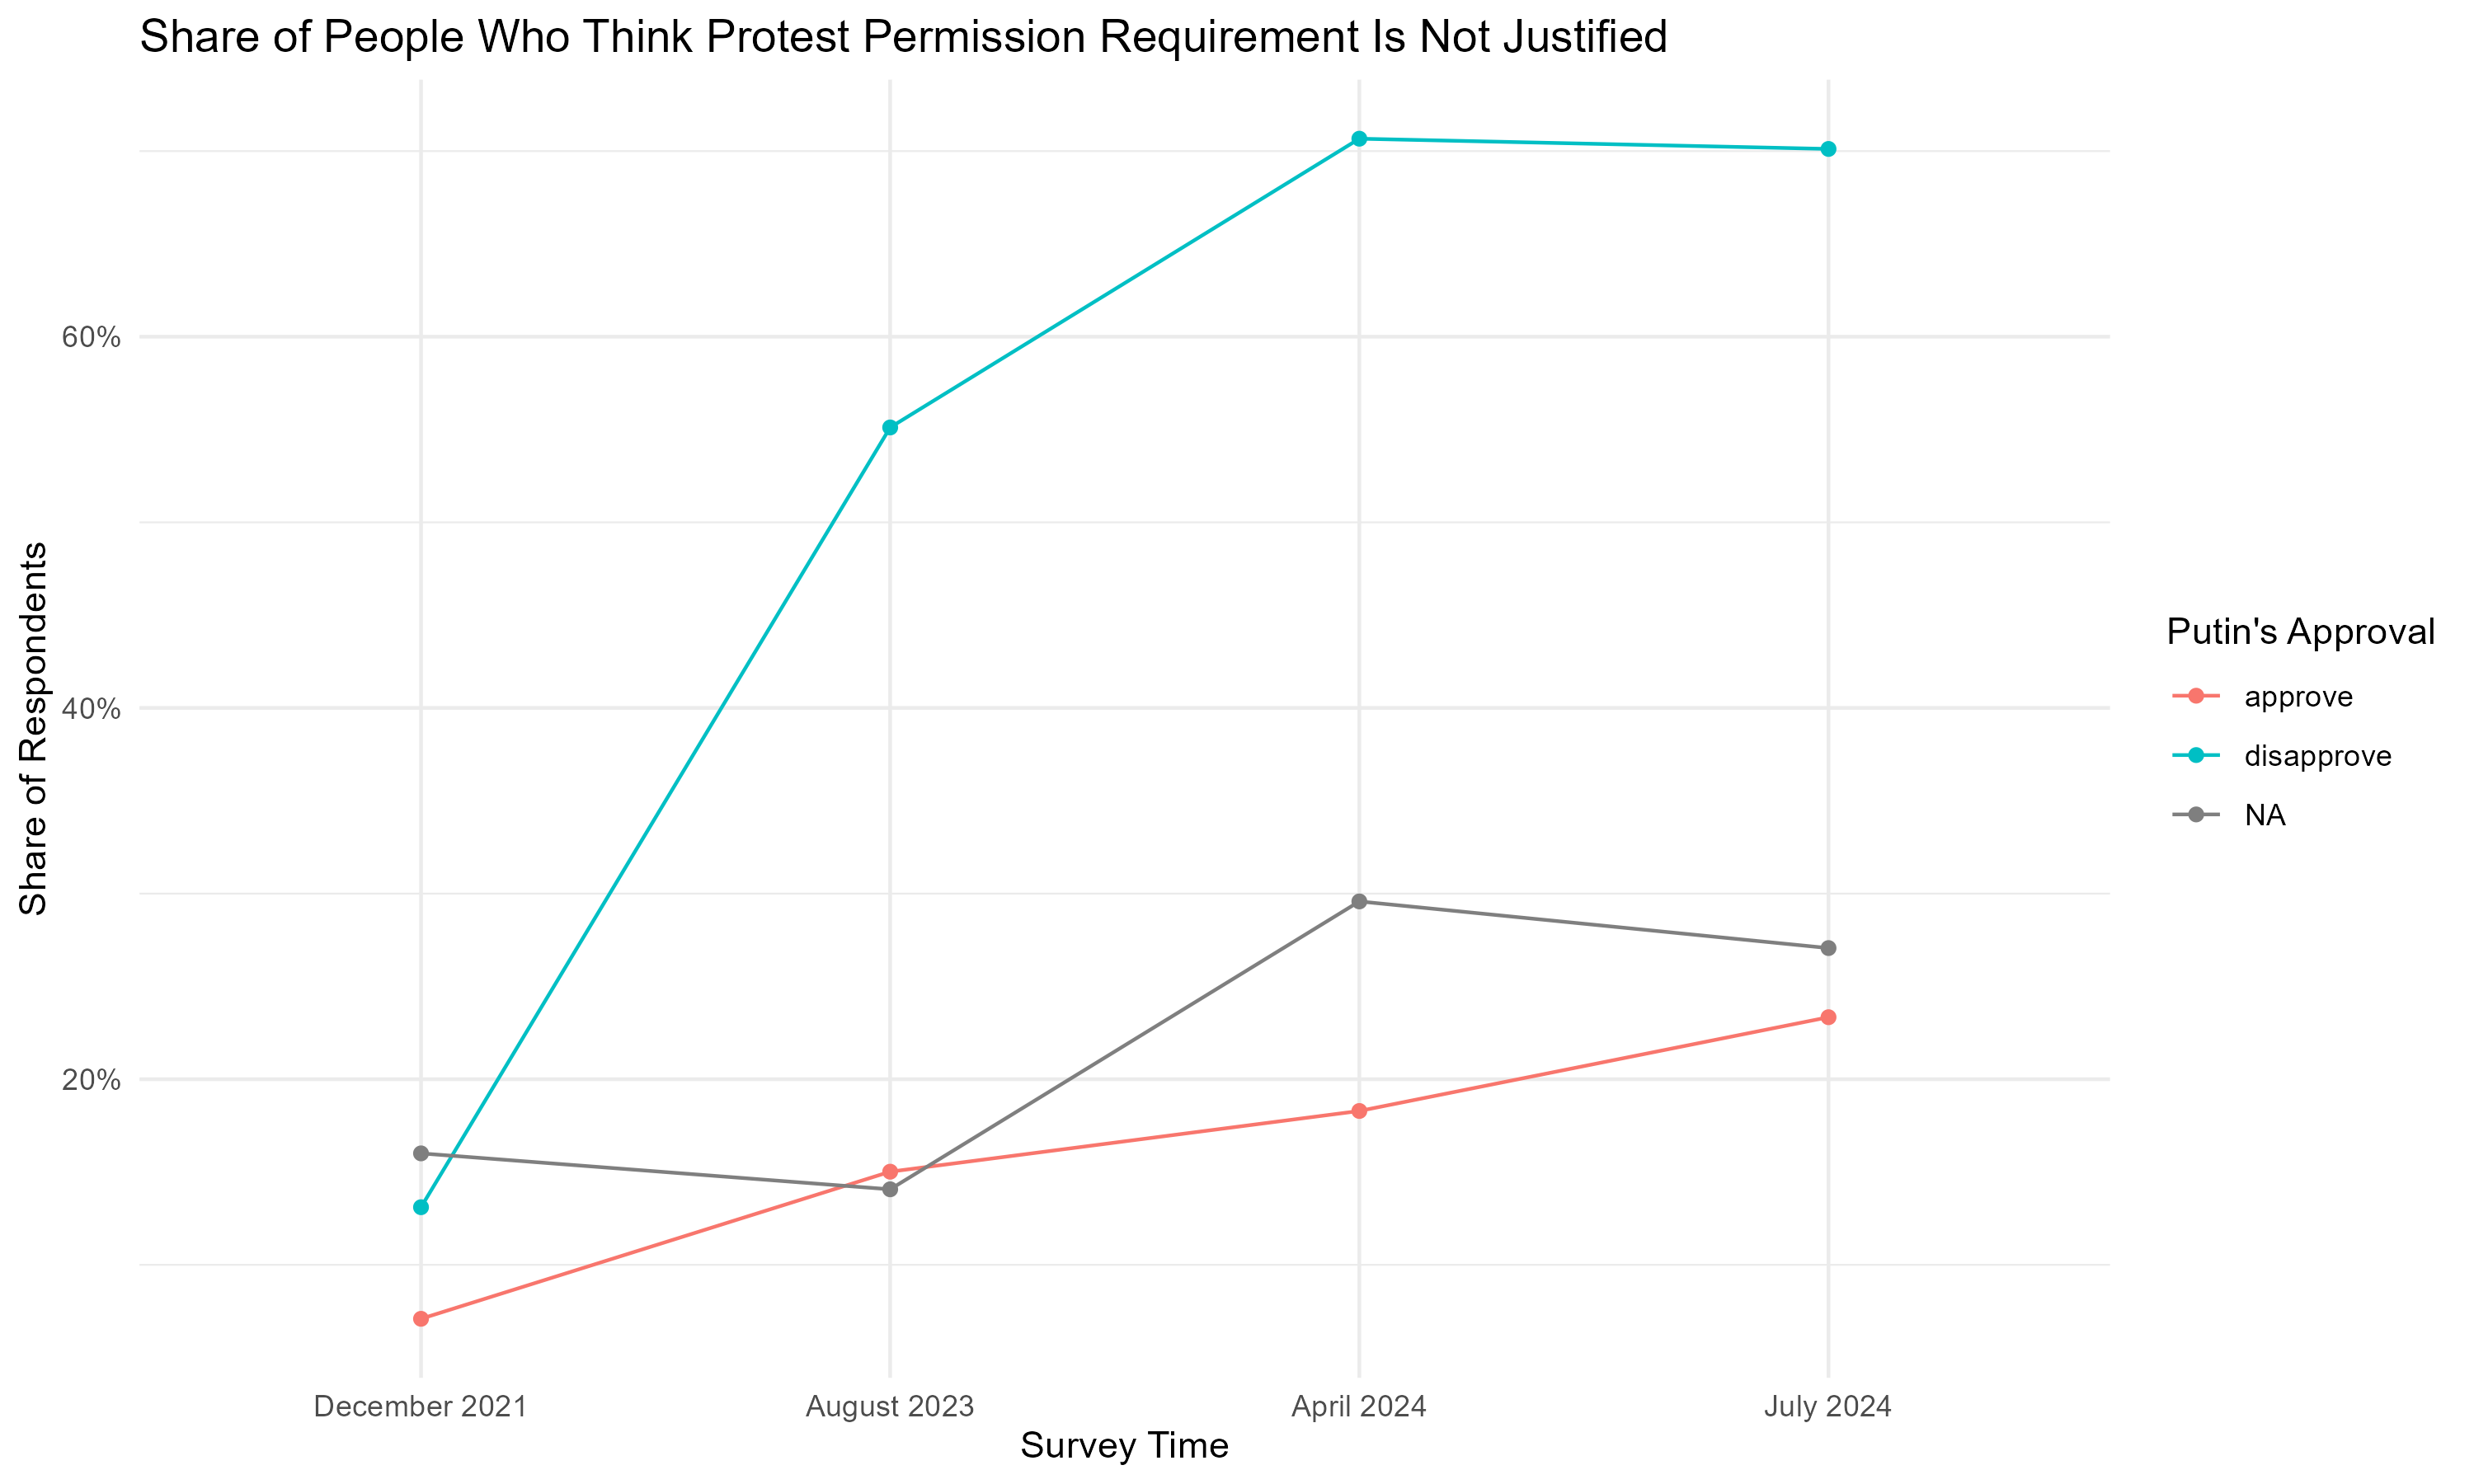 Share of People Who Think Protest Permission Requirement Is Not Justified
Share of Respondents
60%
40%
20%
December 2021
August 2023
April 2024
July 2024
Survey Time
Putin's Approval
approve
disapprove
NA